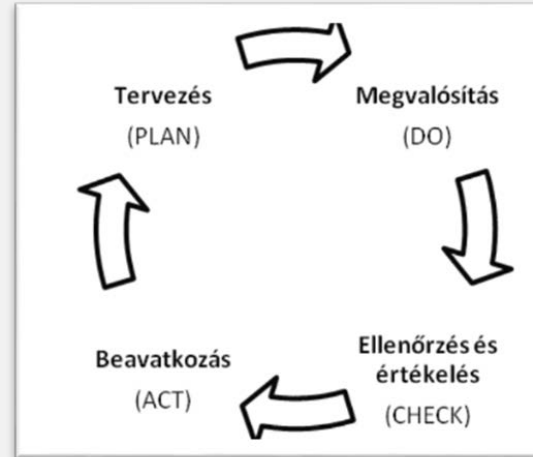 Tervezés
(PLAN)
Megvalósítás
(DO)
Ellenőrzés és
értékelés
(CHECK)
Beavatkozás
(ACT)